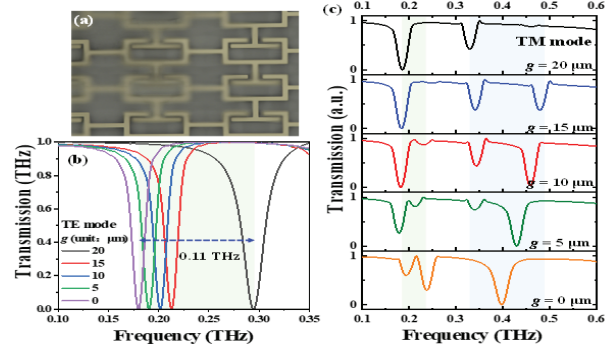 (a)
(b)
Transmission (THz)
1.0
0.8
0.6
0.4
0.2
0.0
TE mode
g (unit: μm)
20
15
10
5
0
0.11 THz
0.10 0.15 0.20 0.25 0.30 0.35
Frequency (THz)
(c)
0.1 0.2 0.3 0.4 0.5 0.6
Transmission (a.u.)
1
TM mode
g = 20 μm
0
1
g = 15 μm
0
1
g = 10 μm
0
1
g = 5 μm
0
1
g = 0 μm
0
0.1 0.2 0.3 0.4 0.5 0.6
Frequency (THz)